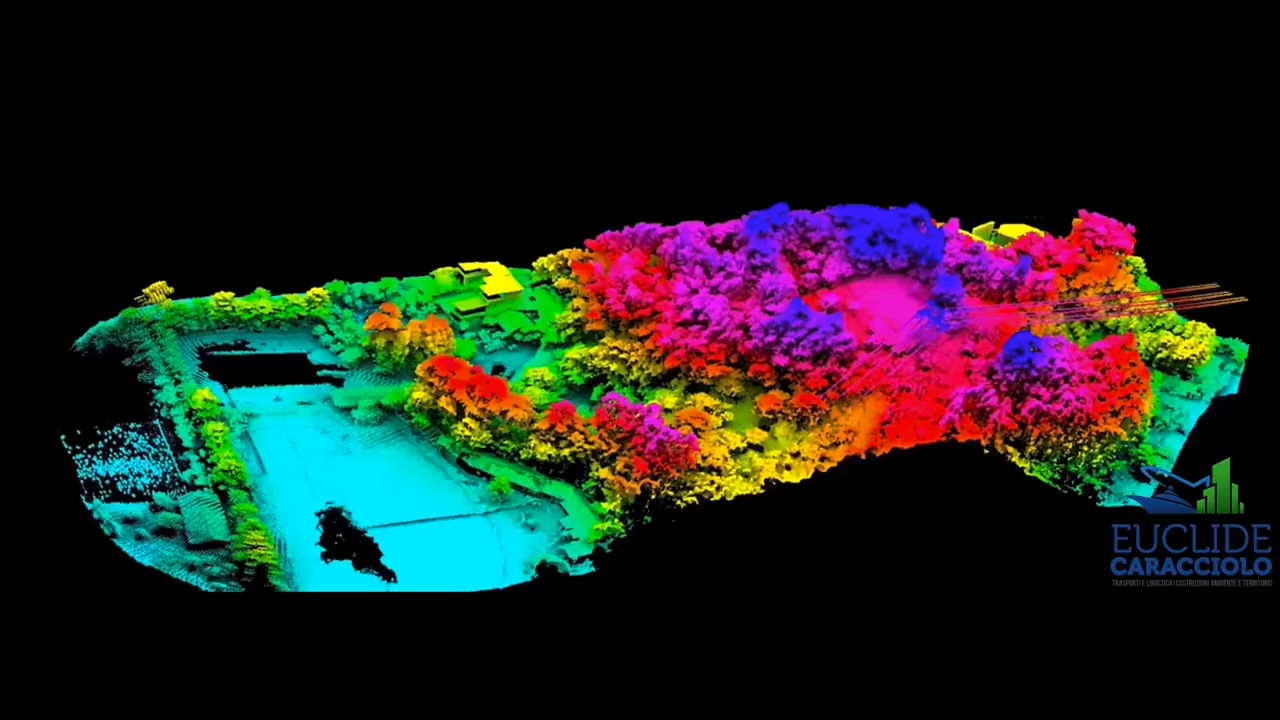 EUCLIDE
CARACCIOLO
TRASPORTI E LOGISTICA | COSTRUZIONI AMBIENTE E TERRITORIO